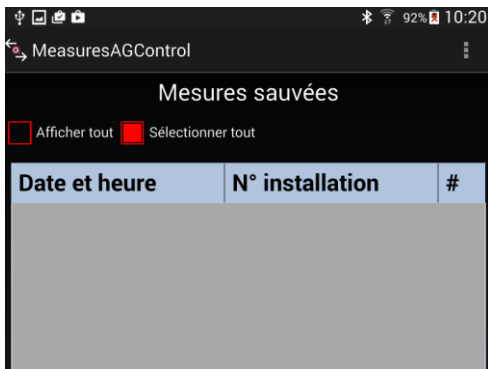 92% 10:20
MeasuresAGControl
Mesures sauvées
Afficher tout Sélectionner tout
Date et heure N° installation #